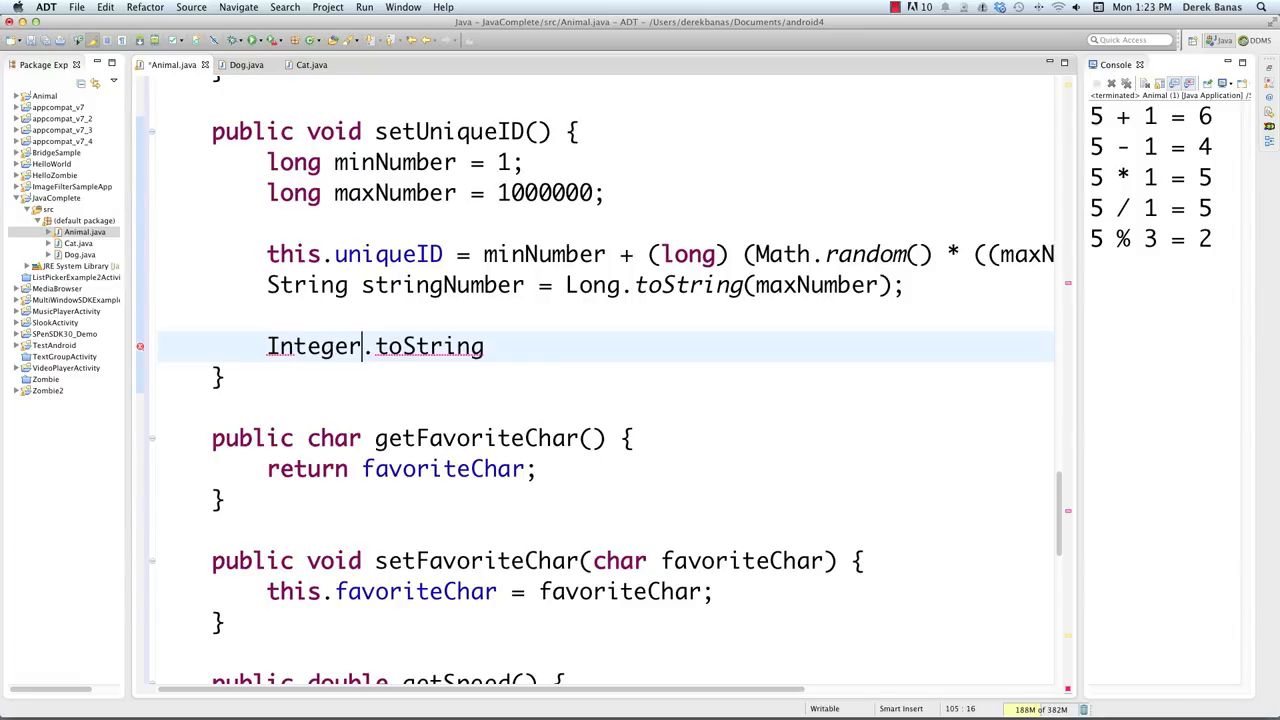 ADT File Edit Refactor Source Navigate Search Project Run Window Help
10 Mon 1:23 PM Derek Banas
Java – JavaComplete/src/Animal.java – ADT – /Users/derekbanas/Documents/android4
Quick Access Java DDMS
Package Exp
*Animal.java Dog.java Cat.java
Console
<terminated> Animal (1) [Java Application] /S
Animal
appcompat_v7
appcompat_v7_2
appcompat_v7_3
appcompat_v7_4
BridgeSample
HelloWorld
HelloZombie
ImageFilterSampleApp
JavaComplete
src
(default package)
Animal.java
Cat.java
Dog.java
JRE System Library [Ja
ListPickerExample2Activi
MediaBrowser
MultiWindowSDKExample
MusicPlayerActivity
SlookActivity
SPenSDK30_Demo
TestAndroid
TextGroupActivity
VideoPlayerActivity
Zombie
Zombie2
}
public void setUniqueID() {
long minNumber = 1;
long maxNumber = 1000000;
this.uniqueID = minNumber + (long) (Math.random() * ((maxN
String stringNumber = Long.toString(maxNumber);
Integer.toString
}
public char getFavoriteChar() {
return favoriteChar;
}
public void setFavoriteChar(char favoriteChar) {
this.favoriteChar = favoriteChar;
}
public double getSpeed() {
5 + 1 = 6
5 - 1 = 4
5 * 1 = 5
5 / 1 = 5
5 % 3 = 2
Writable Smart Insert 105 : 16 188M of 382M